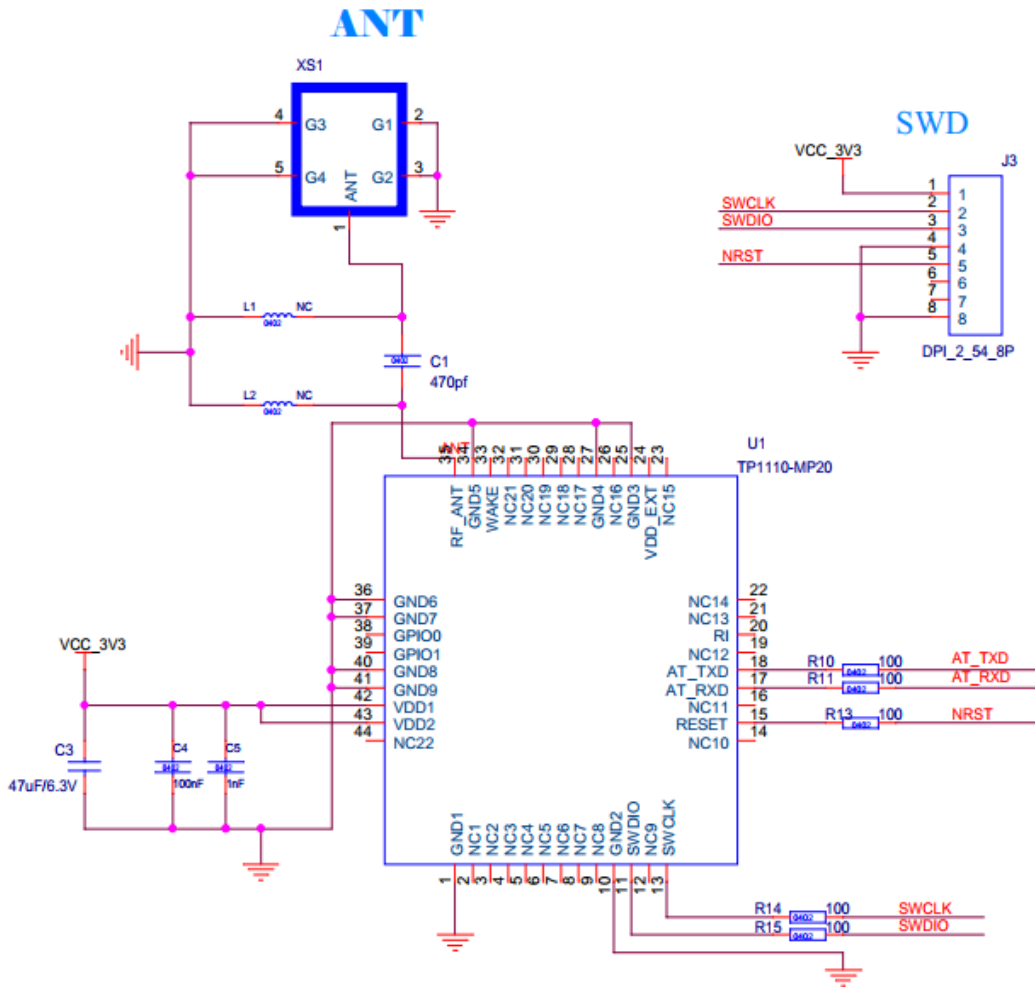 ANT
XS1
4 G3 G1 2
5 G4 G2 3
ANT
1
SWD
VCC_3V3
J3
1 1
SWCLK 2 2
SWDIO 3 3
4 4
NRST 5 5
6 6
7 7
8 8
DPI_2_54_8P
L1 NC
0402
0402 C1
470pf
L2 NC
0402
U1
TP1110-MP20
ANT
35 34 33 32 31 30 29 28 27 26 25 24 23
RF_ANT GND5 WAKE NC21 NC20 NC19 NC18 NC17 GND4 NC16 GND3 VDD_EXT NC15
36 GND6
37 GND7
38 GPIO0
39 GPIO1
40 GND8
41 GND9
42 VDD1
43 VDD2
44 NC22
NC14 22
NC13 21
RI 20
NC12 19
AT_TXD 18 R10 0402 100 AT_TXD
AT_RXD 17 R11 0402 100 AT_RXD
NC11 16
RESET 15 R13 0402 100 NRST
NC10 14
VCC_3V3
C3
47uF/6.3V
C4
0402
100nF
C5
0402
1nF
GND1 NC1 NC2 NC3 NC4 NC5 NC6 NC7 NC8 GND2 SWDIO NC9 SWCLK
1 2 3 4 5 6 7 8 9 10 11 12 13
R14 0402 100 SWCLK
R15 0402 100 SWDIO